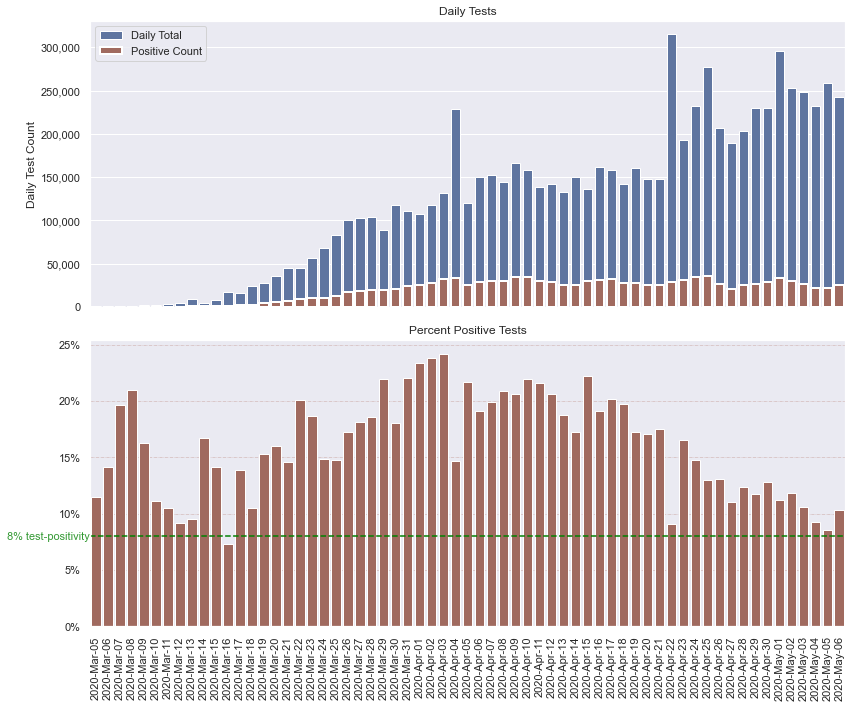 Daily Tests
Daily Total
Positive Count
300,000
250,000
200,000
150,000
100,000
50,000
0
Daily Test Count
Percent Positive Tests
25%
20%
15%
10%
8% test-positivity
5%
0%
2020-Mar-05
2020-Mar-06
2020-Mar-07
2020-Mar-08
2020-Mar-09
2020-Mar-10
2020-Mar-11
2020-Mar-12
2020-Mar-13
2020-Mar-14
2020-Mar-15
2020-Mar-16
2020-Mar-17
2020-Mar-18
2020-Mar-19
2020-Mar-20
2020-Mar-21
2020-Mar-22
2020-Mar-23
2020-Mar-24
2020-Mar-25
2020-Mar-26
2020-Mar-27
2020-Mar-28
2020-Mar-29
2020-Mar-30
2020-Mar-31
2020-Apr-01
2020-Apr-02
2020-Apr-03
2020-Apr-04
2020-Apr-05
2020-Apr-06
2020-Apr-07
2020-Apr-08
2020-Apr-09
2020-Apr-10
2020-Apr-11
2020-Apr-12
2020-Apr-13
2020-Apr-14
2020-Apr-15
2020-Apr-16
2020-Apr-17
2020-Apr-18
2020-Apr-19
2020-Apr-20
2020-Apr-21
2020-Apr-22
2020-Apr-23
2020-Apr-24
2020-Apr-25
2020-Apr-26
2020-Apr-27
2020-Apr-28
2020-Apr-29
2020-Apr-30
2020-May-01
2020-May-02
2020-May-03
2020-May-04
2020-May-05
2020-May-06